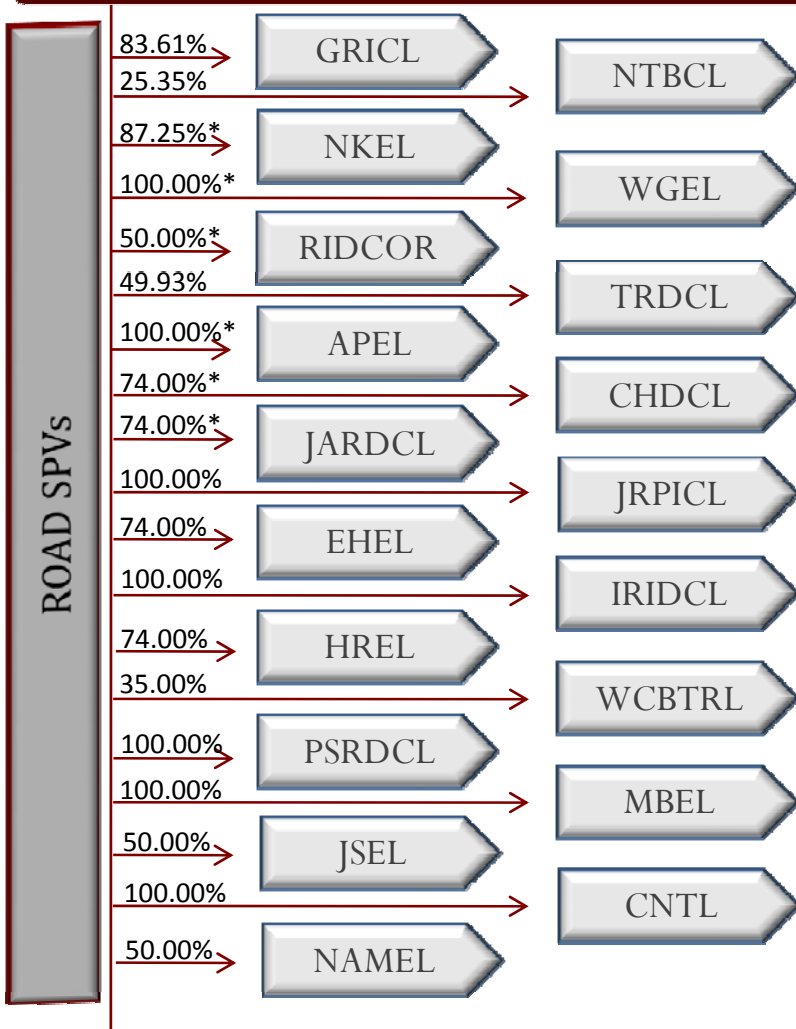 ROAD SPVs
83.61%
GRICL
25.35%
NTBCL
87.25%*
NKEL
100.00%*
WGEL
50.00%*
RIDCOR
49.93%
TRDCL
100.00%*
APEL
74.00%*
CHDCL
74.00%*
JARDCL
100.00%
JRPICL
74.00%
EHEL
100.00%
IRIDCL
74.00%
HREL
35.00%
WCBTRL
100.00%
PSRDCL
100.00%
MBEL
50.00%
JSEL
100.00%
CNTL
50.00%
NAMEL